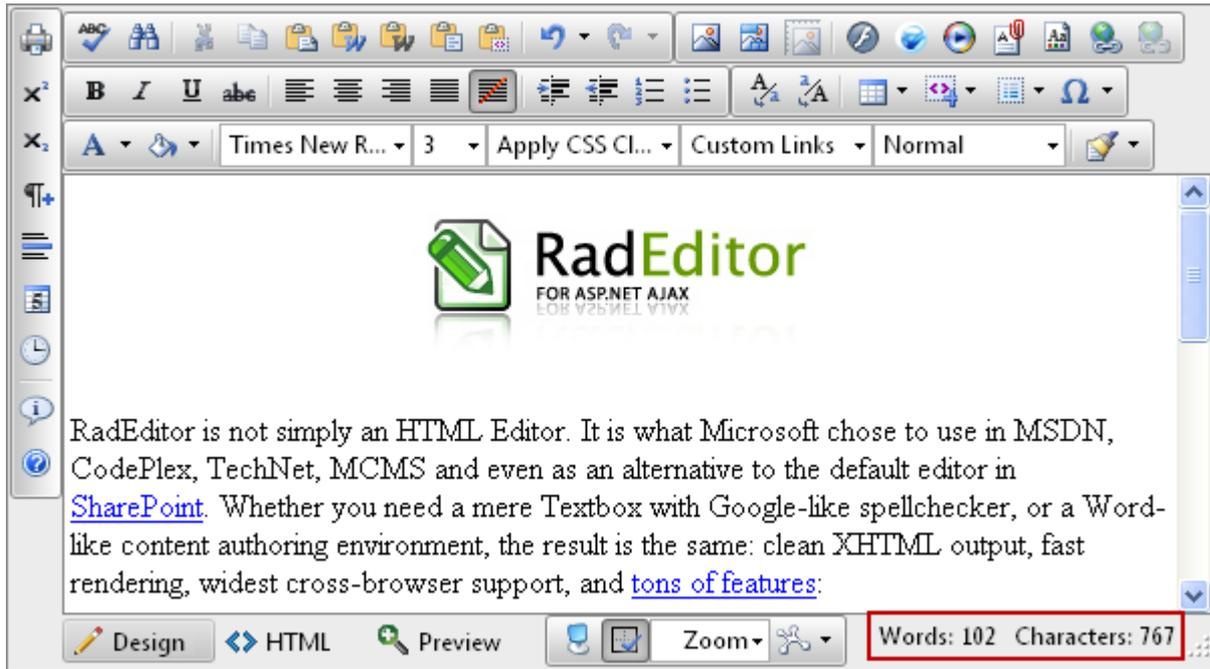 ABC
B I U abc
A Times New R... 3 Apply CSS Cl... Custom Links Normal
RadEditor
FOR ASP.NET AJAX
RadEditor is not simply an HTML Editor. It is what Microsoft chose to use in MSDN,
CodePlex, TechNet, MCMS and even as an alternative to the default editor in
SharePoint. Whether you need a mere Textbox with Google-like spellchecker, or a Word-
like content authoring environment, the result is the same: clean XHTML output, fast
rendering, widest cross-browser support, and tons of features:
Design HTML Preview Zoom Words: 102 Characters: 767